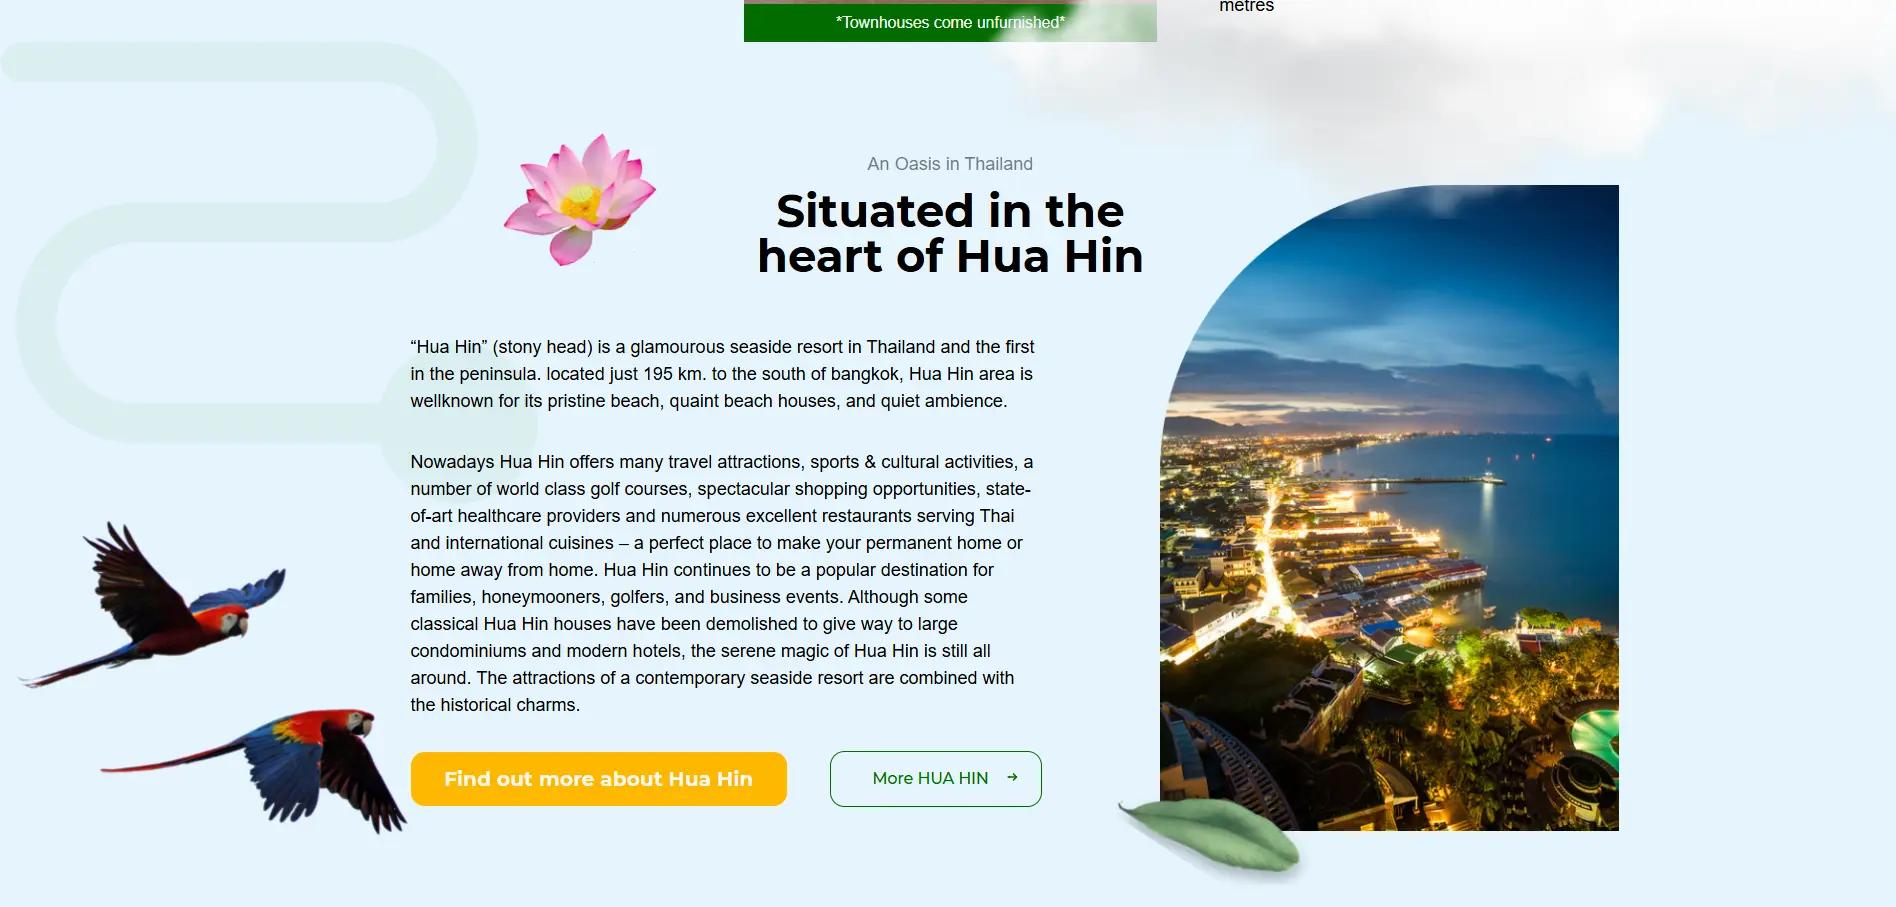 *Townhouses come unfurnished*
metres
An Oasis in Thailand
Situated in the
heart of Hua Hin
“Hua Hin” (stony head) is a glamourous seaside resort in Thailand and the first
in the peninsula. located just 195 km. to the south of bangkok, Hua Hin area is
wellknown for its pristine beach, quaint beach houses, and quiet ambience.
Nowadays Hua Hin offers many travel attractions, sports & cultural activities, a
number of world class golf courses, spectacular shopping opportunities, state-
of-art healthcare providers and numerous excellent restaurants serving Thai
and international cuisines – a perfect place to make your permanent home or
home away from home. Hua Hin continues to be a popular destination for
families, honeymooners, golfers, and business events. Although some
classical Hua Hin houses have been demolished to give way to large
condominiums and modern hotels, the serene magic of Hua Hin is still all
around. The attractions of a contemporary seaside resort are combined with
the historical charms.
Find out more about Hua Hin
More HUA HIN →